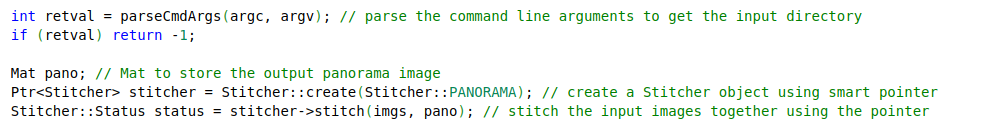 int retval = parseCmdArgs(argc, argv); // parse the command line arguments to get the input directory
if (retval) return -1;
Mat pano; // Mat to store the output panorama image
Ptr<Stitcher> stitcher = Stitcher::create(Stitcher::PANORAMA); // create a Stitcher object using smart pointer
Stitcher::Status status = stitcher->stitch(imgs, pano); // stitch the input images together using the pointer